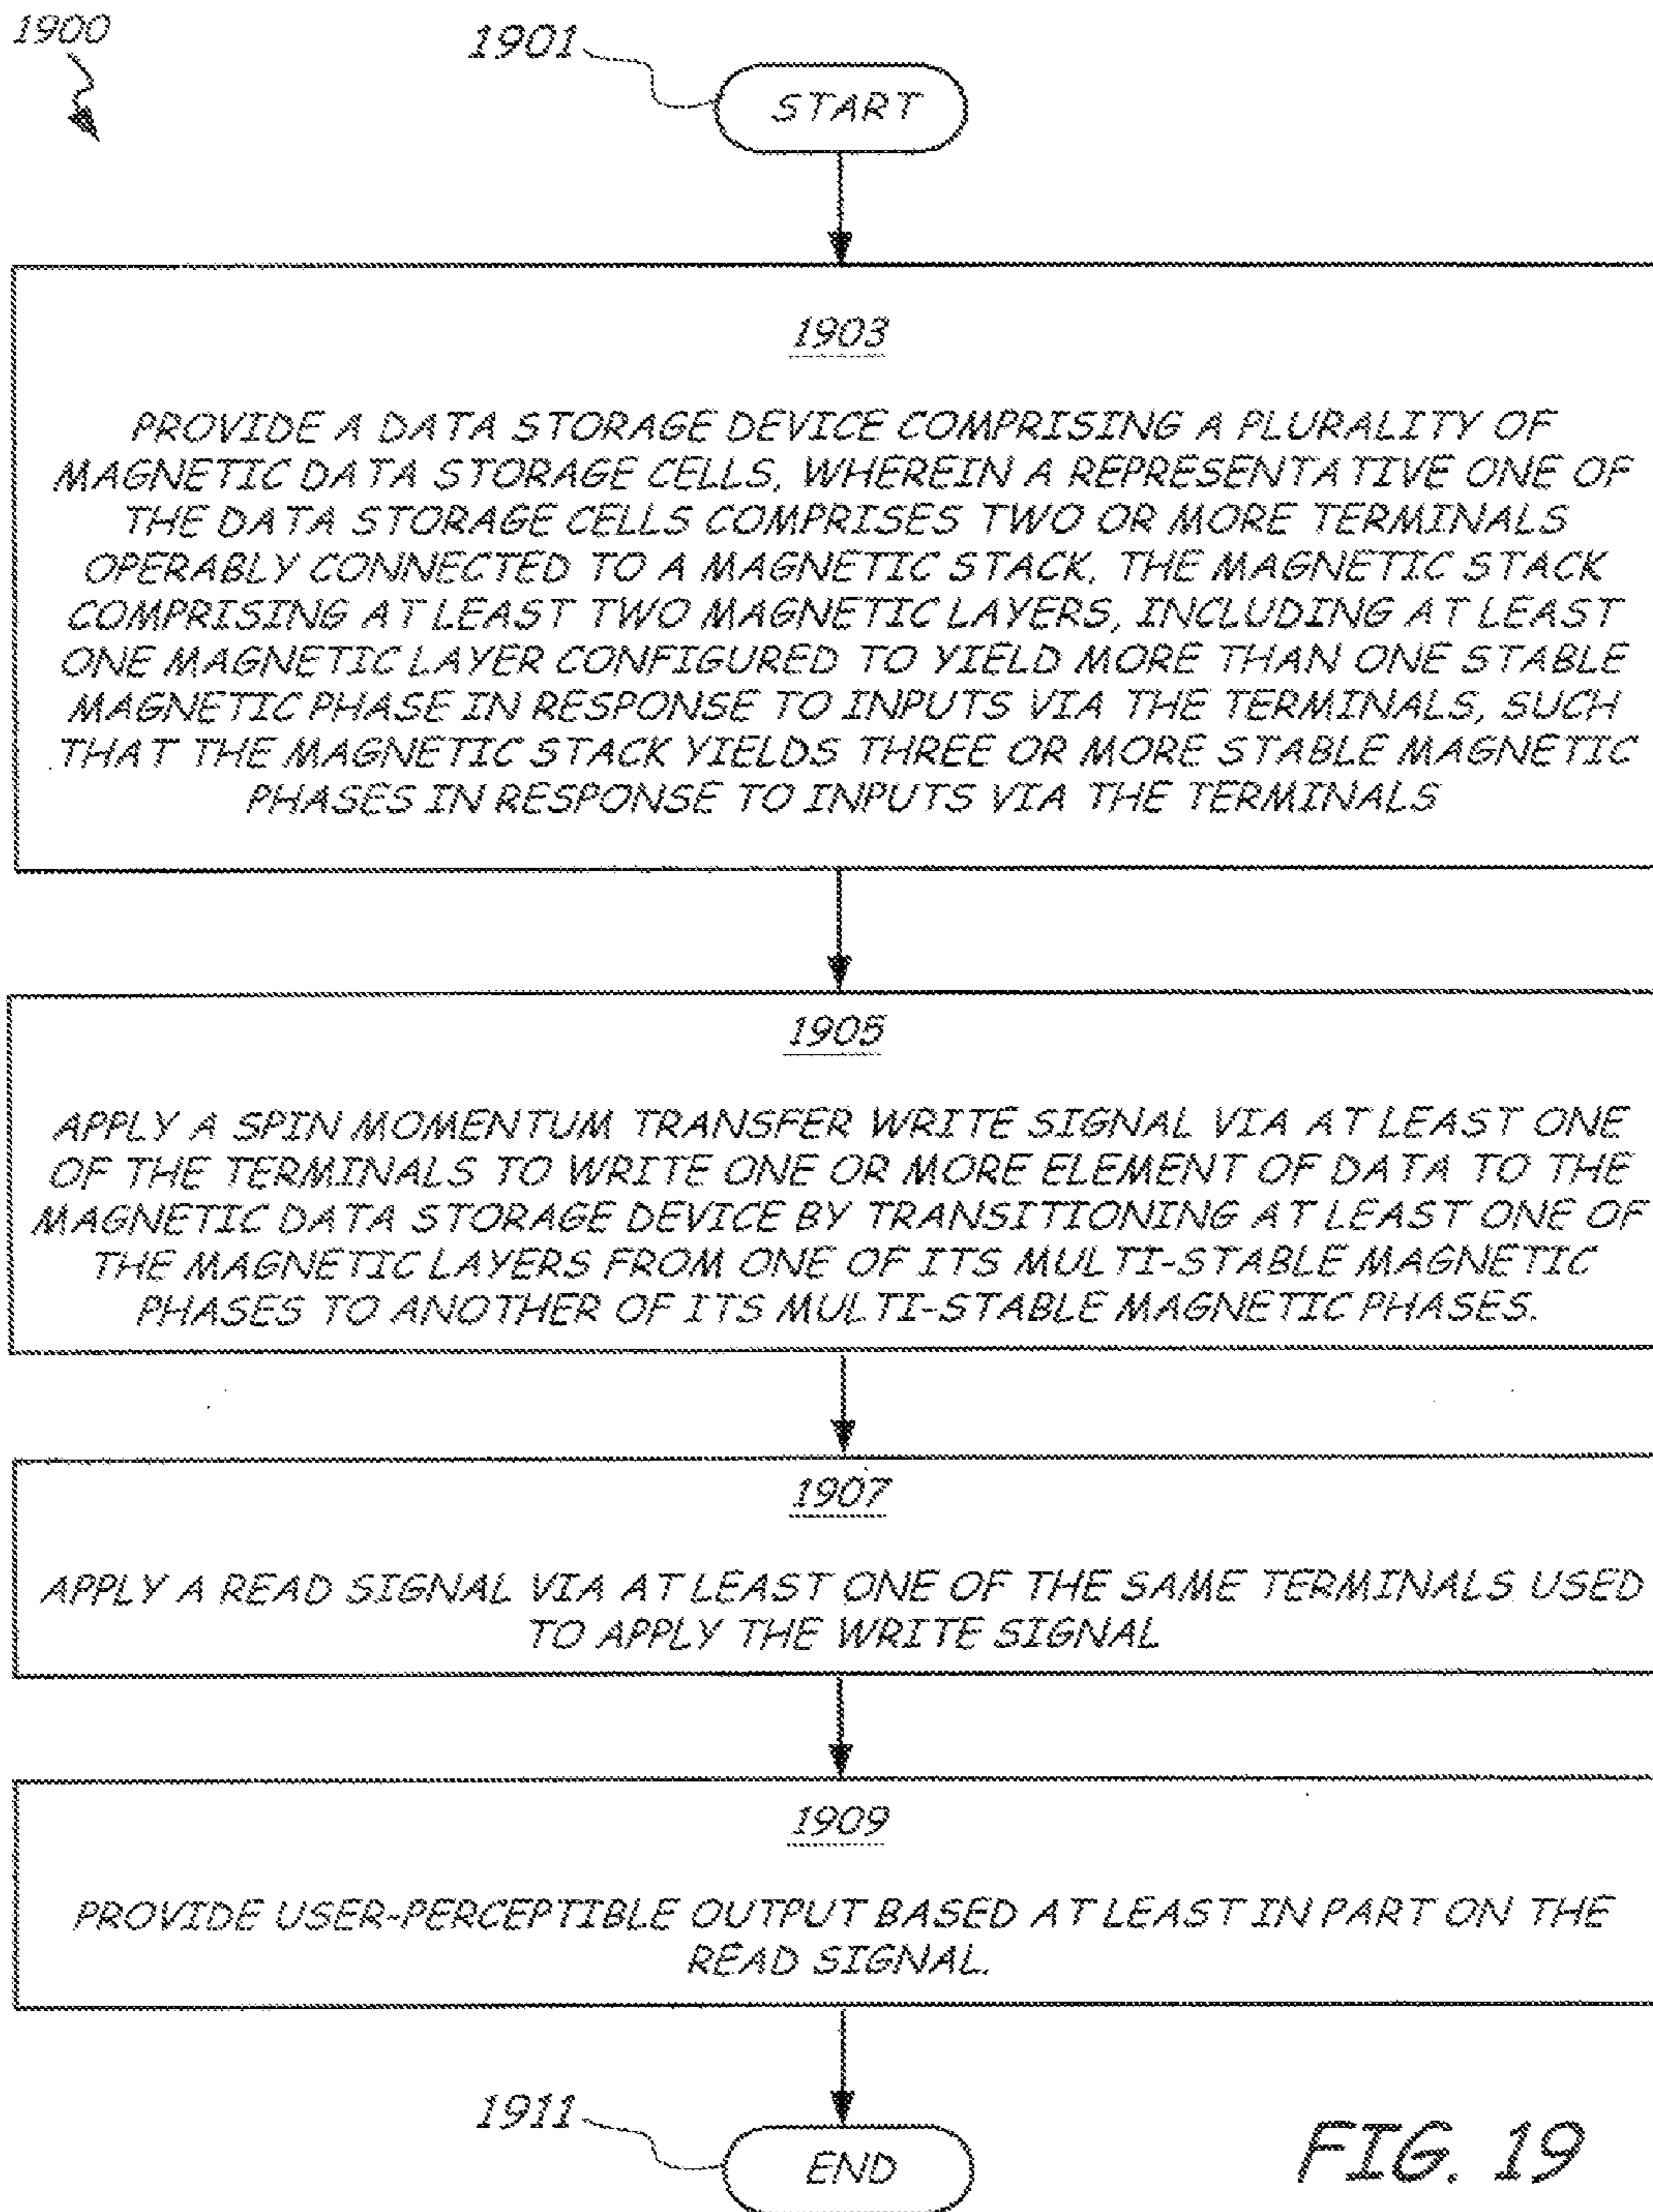 1900
1901
START
1903
PROVIDE A DATA STORAGE DEVICE COMPRISING A PLURALITY OF
MAGNETIC DATA STORAGE CELLS, WHEREIN A REPRESENTATIVE ONE OF
THE DATA STORAGE CELLS COMPRISES TWO OR MORE TERMINALS
OPERABLY CONNECTED TO A MAGNETIC STACK, THE MAGNETIC STACK
COMPRISING AT LEAST TWO MAGNETIC LAYERS, INCLUDING AT LEAST
ONE MAGNETIC LAYER CONFIGURED TO YIELD MORE THAN ONE STABLE
MAGNETIC PHASE IN RESPONSE TO INPUTS VIA THE TERMINALS, SUCH
THAT THE MAGNETIC STACK YIELDS THREE OR MORE STABLE MAGNETIC
PHASES IN RESPONSE TO INPUTS VIA THE TERMINALS
1905
APPLY A SPIN MOMENTUM TRANSFER WRITE SIGNAL VIA AT LEAST ONE
OF THE TERMINALS TO WRITE ONE OR MORE ELEMENT OF DATA TO THE
MAGNETIC DATA STORAGE DEVICE BY TRANSITIONING AT LEAST ONE OF
THE MAGNETIC LAYERS FROM ONE OF ITS MULTI-STABLE MAGNETIC
PHASES TO ANOTHER OF ITS MULTI-STABLE MAGNETIC PHASES.
1907
APPLY A READ SIGNAL VIA AT LEAST ONE OF THE SAME TERMINALS USED
TO APPLY THE WRITE SIGNAL
1909
PROVIDE USER-PERCEPTIBLE OUTPUT BASED AT LEAST IN PART ON THE
READ SIGNAL.
1911
END
FIG. 19